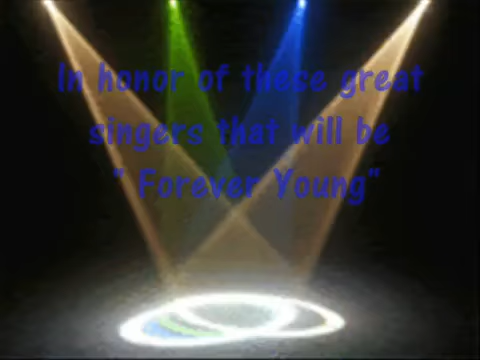 In honor of these great
singers that will be
" Forever Young"